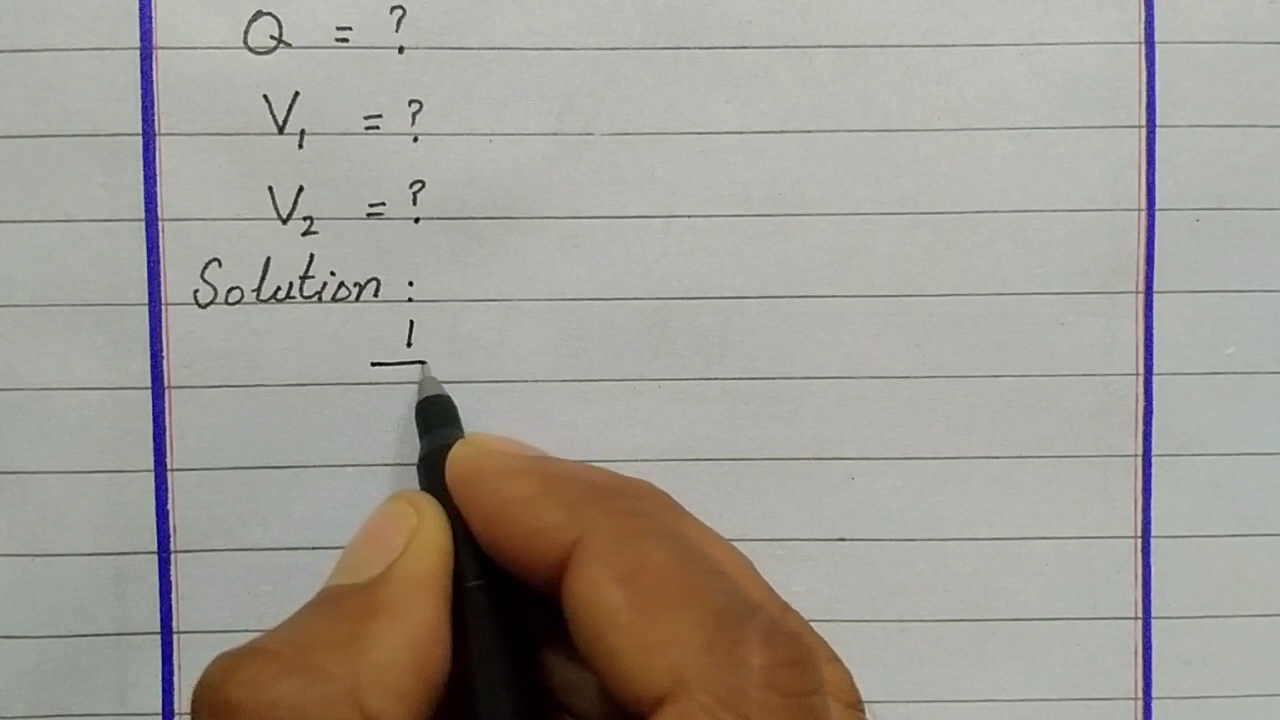 Q = ?
V₁ = ?
V₂ = ?
Solution :
1